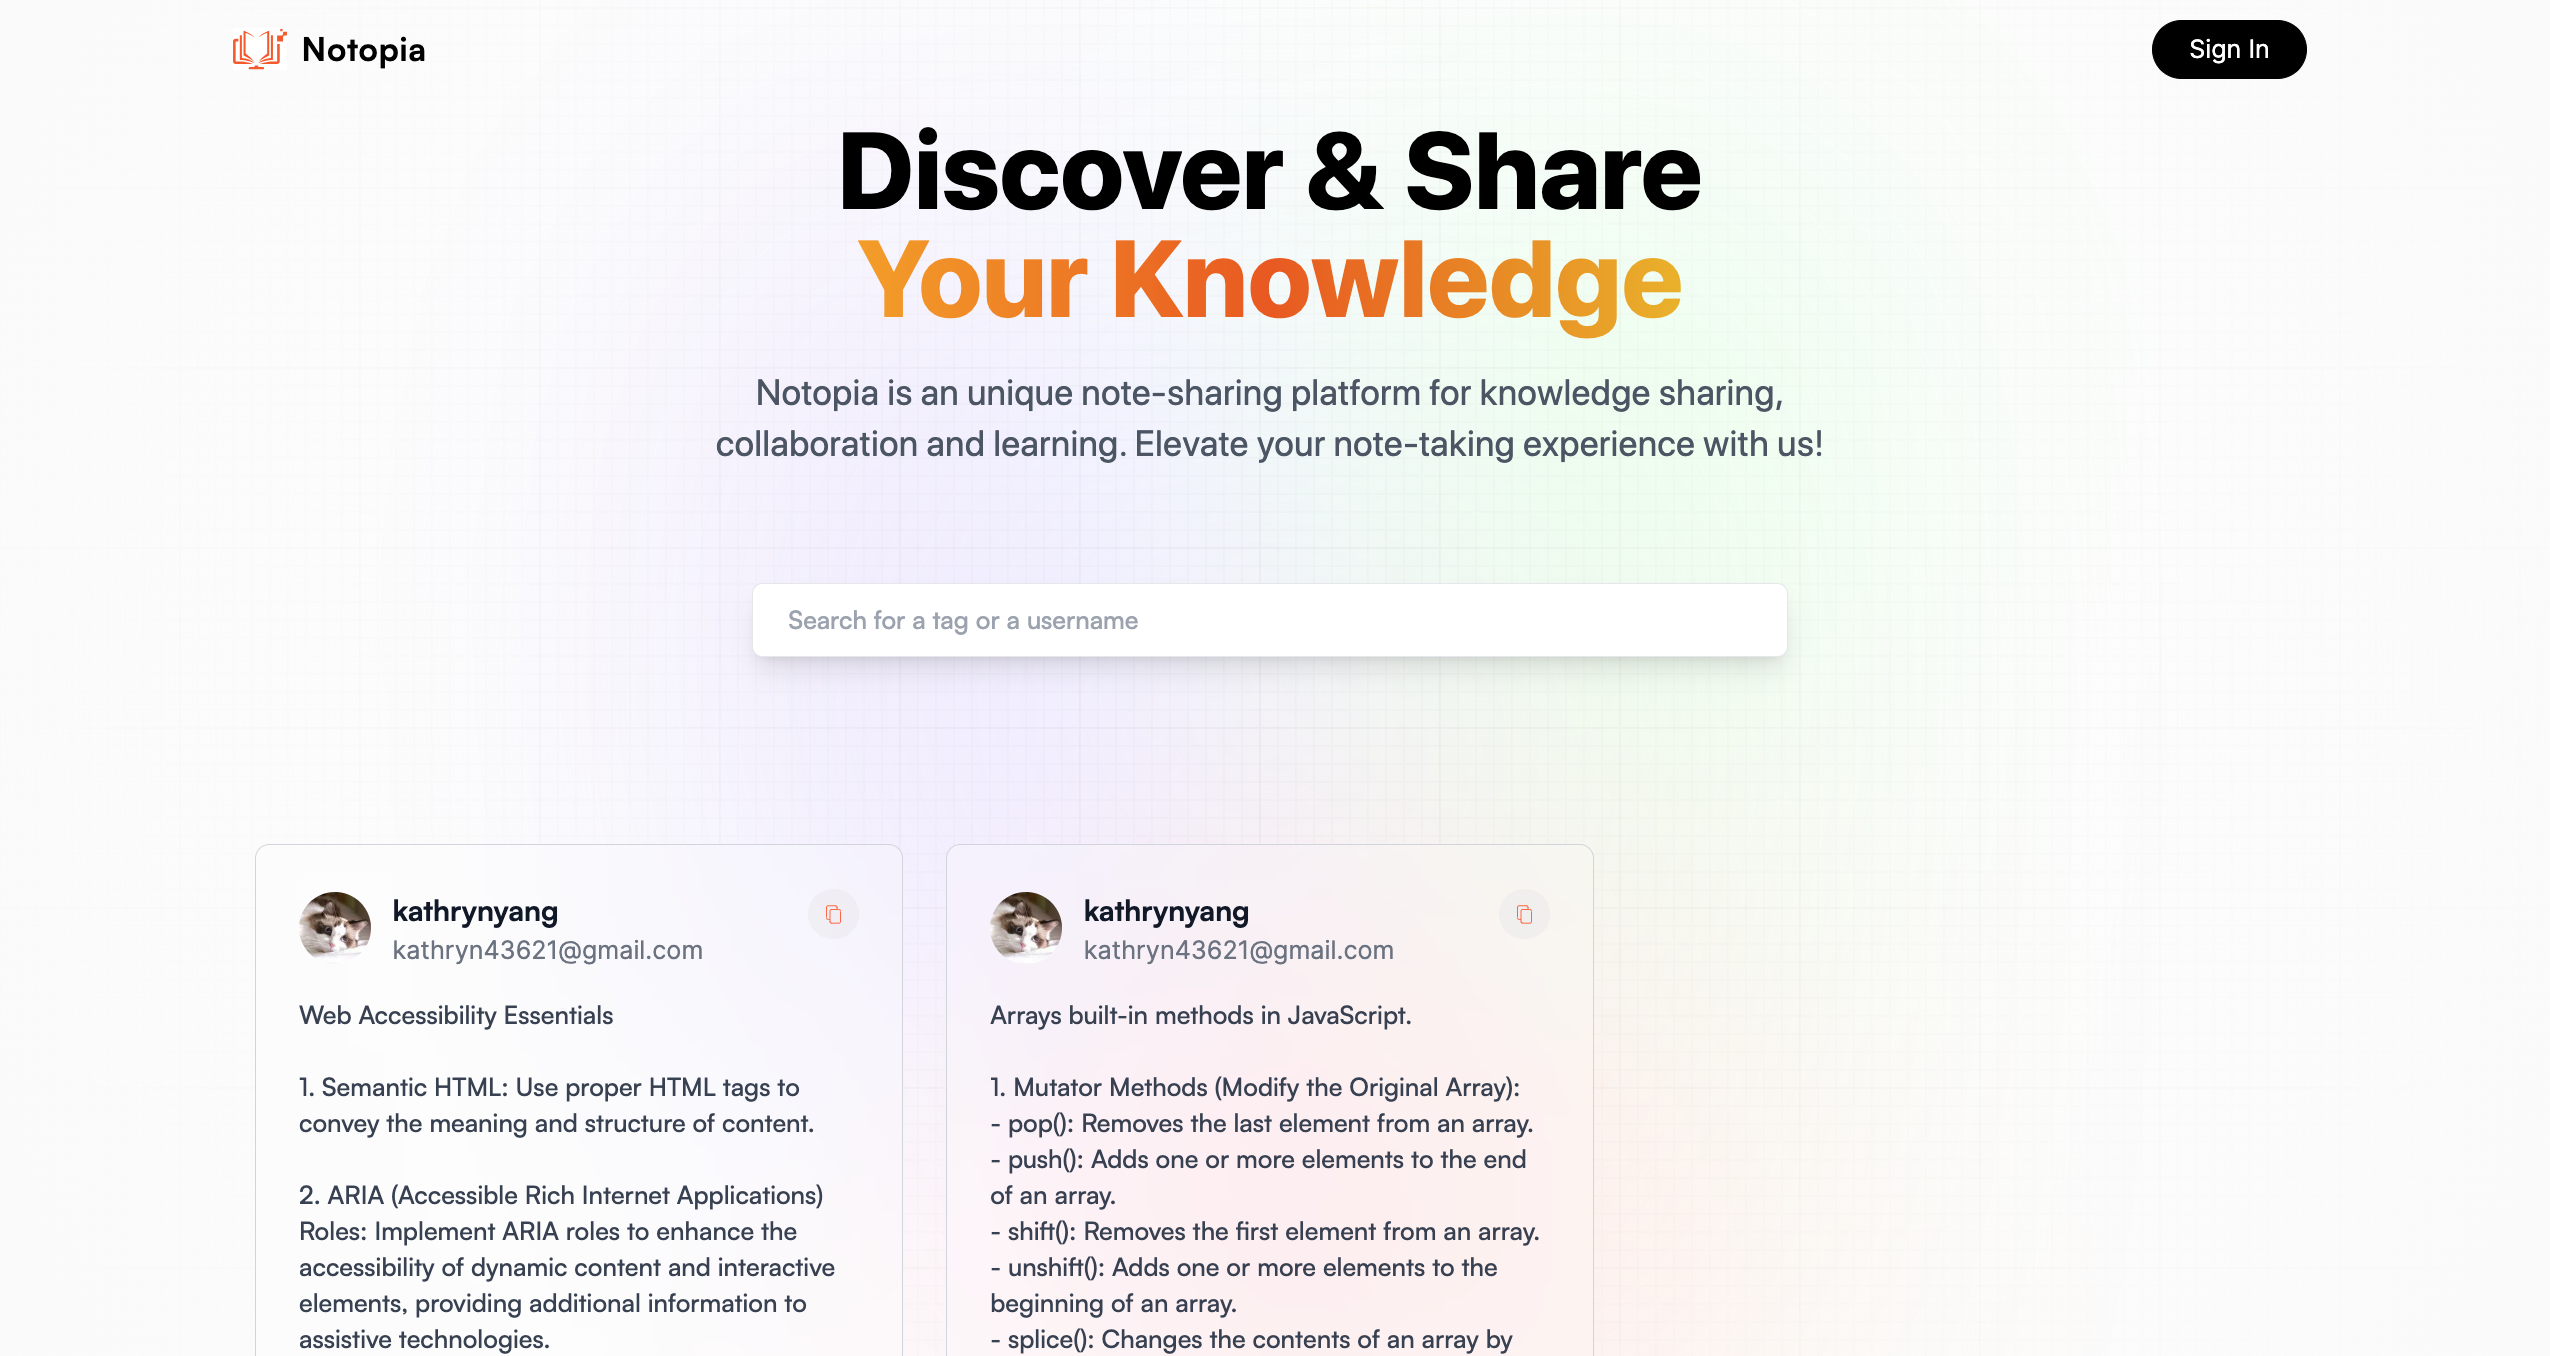 Notopia
Sign In
Discover & Share
Your Knowledge
Notopia is an unique note-sharing platform for knowledge sharing,
collaboration and learning. Elevate your note-taking experience with us!
Search for a tag or a username
kathrynyang
kathryn43621@gmail.com
Web Accessibility Essentials
1. Semantic HTML: Use proper HTML tags to
convey the meaning and structure of content.
2. ARIA (Accessible Rich Internet Applications)
Roles: Implement ARIA roles to enhance the
accessibility of dynamic content and interactive
elements, providing additional information to
assistive technologies.
kathrynyang
kathryn43621@gmail.com
Arrays built-in methods in JavaScript.
1. Mutator Methods (Modify the Original Array):
- pop(): Removes the last element from an array.
- push(): Adds one or more elements to the end
of an array.
- shift(): Removes the first element from an array.
- unshift(): Adds one or more elements to the
beginning of an array.
- splice(): Changes the contents of an array by